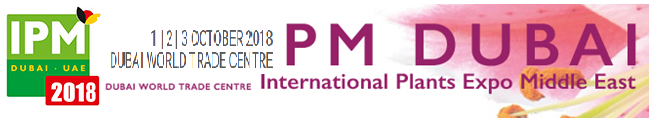 IPM
DUBAI - UAE
2018
1 | 2 | 3 OCTOBER 2018
DUBAI WORLD TRADE CENTRE
DUBAI WORLD TRADE CENTRE
PM DUBAI
International Plants Expo Middle East